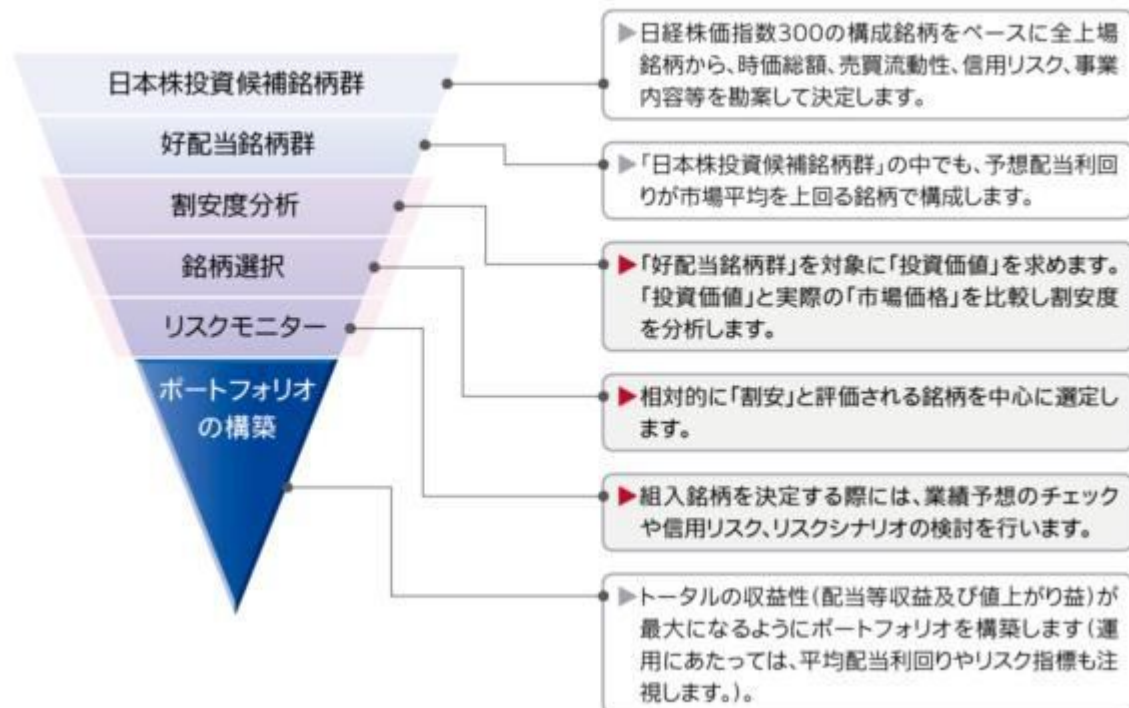 日本株投資候補銘柄群
好配当銘柄群
割安度分析
銘柄選択
リスクモニター
ポートフォリオ
の構築
▶日経株価指数300の構成銘柄をベースに全上場
銘柄から、時価総額、売買流動性、信用リスク、事業
内容等を勘案して決定します。
▶「日本株投資候補銘柄群」の中でも、予想配当利回
りが市場平均を上回る銘柄で構成します。
▶「好配当銘柄群」を対象に「投資価値」を求めます。
「投資価値」と実際の「市場価格」を比較し割安度
を分析します。
▶相対的に「割安」と評価される銘柄を中心に選定し
ます。
▶組入銘柄を決定する際には、業績予想のチェック
や信用リスク、リスクシナリオの検討を行います。
▶トータルの収益性(配当等収益及び値上がり益)が
最大になるようにポートフォリオを構築します(運
用にあたっては、平均配当利回りやリスク指標も注
視します。)。